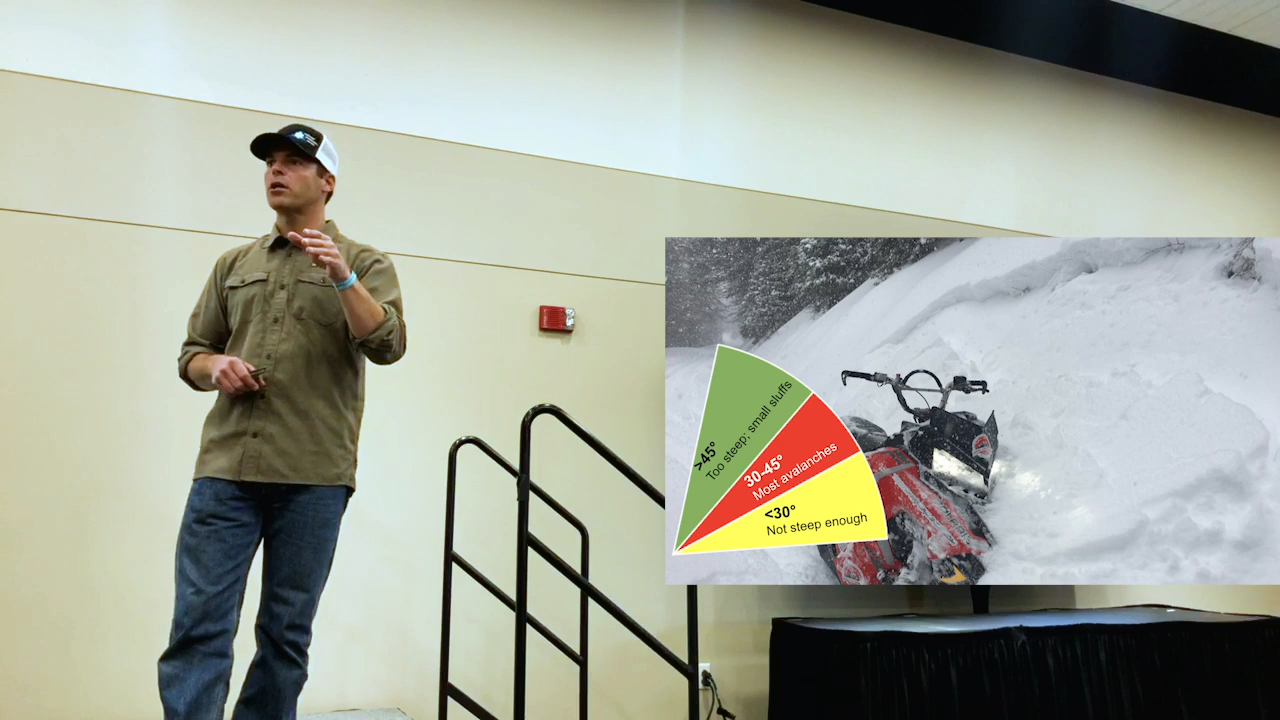 >45°
Too steep; small sluffs
30-45°
Most avalanches
<30°
Not steep enough